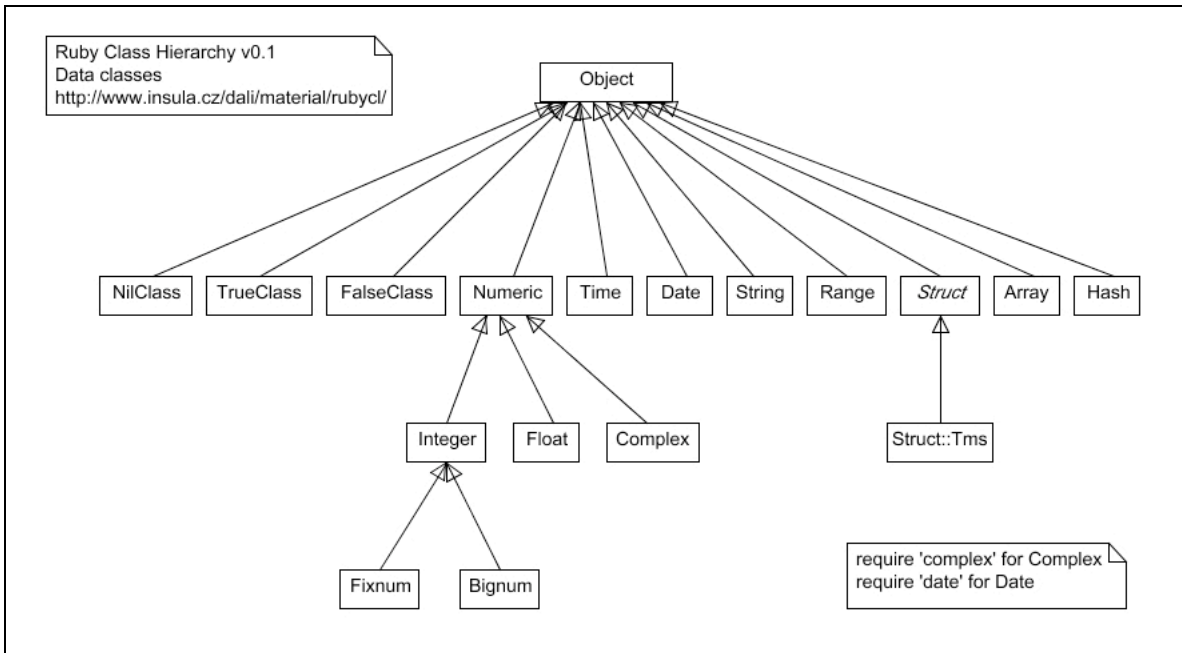 Ruby Class Hierarchy v0.1
Data classes
http://www.insula.cz/dali/material/rubycl/
Object
NilClass
TrueClass
FalseClass
Numeric
Time
Date
String
Range
Struct
Array
Hash
Integer
Float
Complex
Struct::Tms
Fixnum
Bignum
require 'complex' for Complex
require 'date' for Date